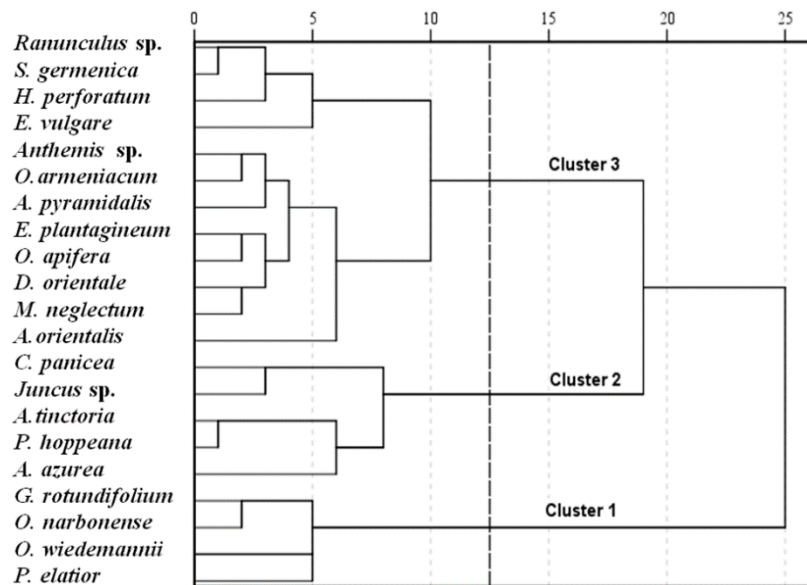 0 5 10 15 20 25
Ranunculus sp.
S. germenica
H. perforatum
E. vulgare
Anthemis sp.
O. armeniacum
A. pyramidalis
E. plantagineum
O. apifera
D. orientale
M. neglectum
A. orientalis
C. panicea
Juncus sp.
A. tinctoria
P. hoppeana
A. azurea
G. rotundifolium
O. narbonense
O. wiedemannii
P. elatior
Cluster 3
Cluster 2
Cluster 1